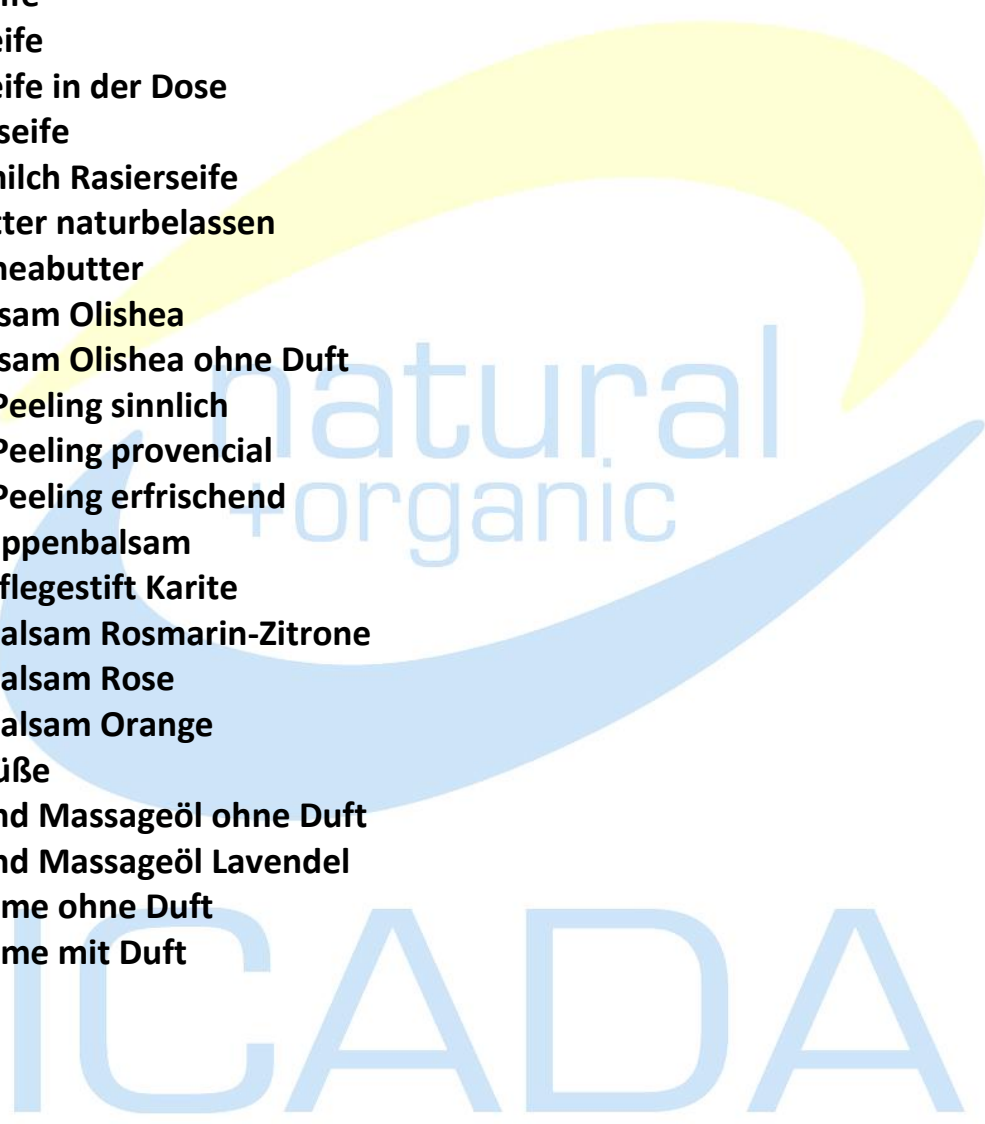 ife
eife
eife in der Dose
seife
milch Rasierseife
tter naturbelassen
heabutter
sam Olishea
sam Olishea ohne Duft
Peeling sinnlich
Peeling provencial
Peeling erfrischend
ippenbalsam
flegestift Karite
alsam Rosmarin-Zitrone
alsam Rose
alsam Orange
üße
nd Massageöl ohne Duft
nd Massageöl Lavendel
me ohne Duft
me mit Duft
natural
+organic
ICADA